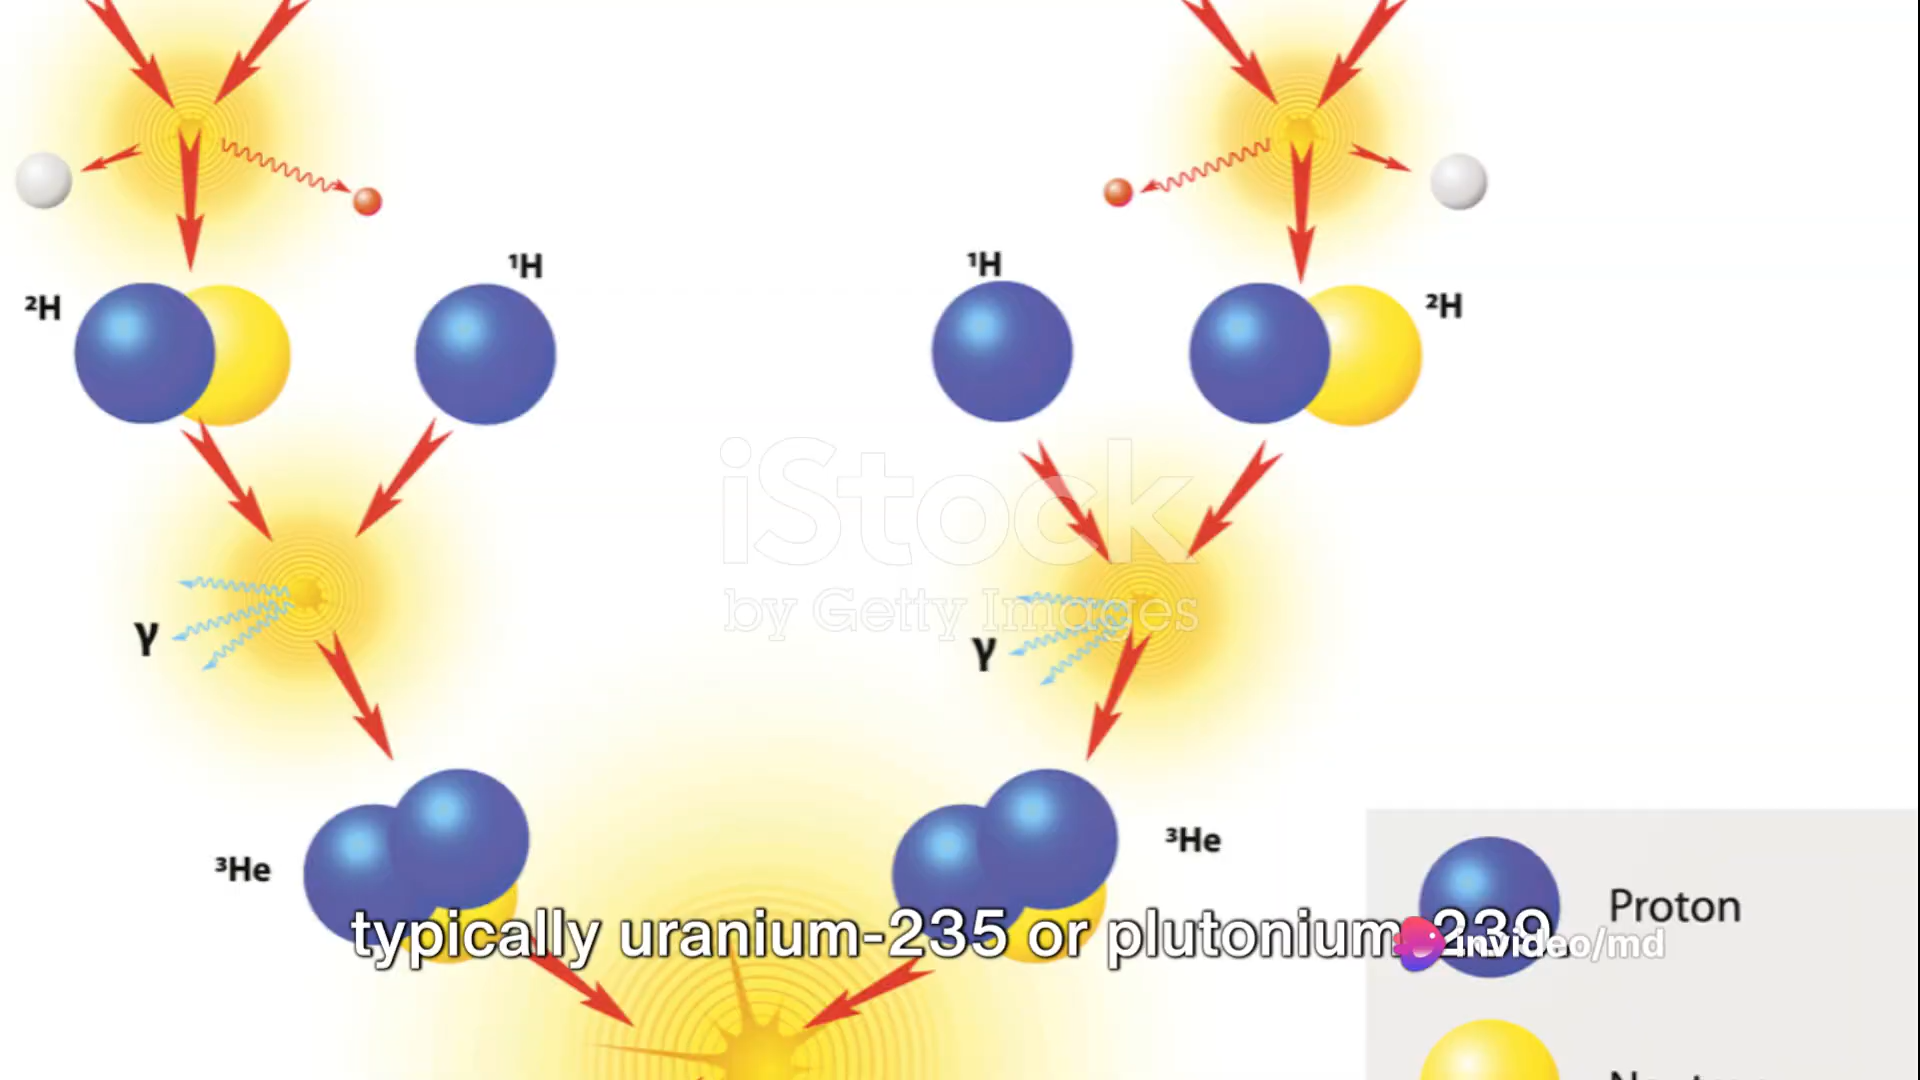 ¹H
¹H
²H
²H
iStock
by Getty Images
γ
γ
³He
³He
Proton
typically uranium-235 or plutonium-239.
invideo/md